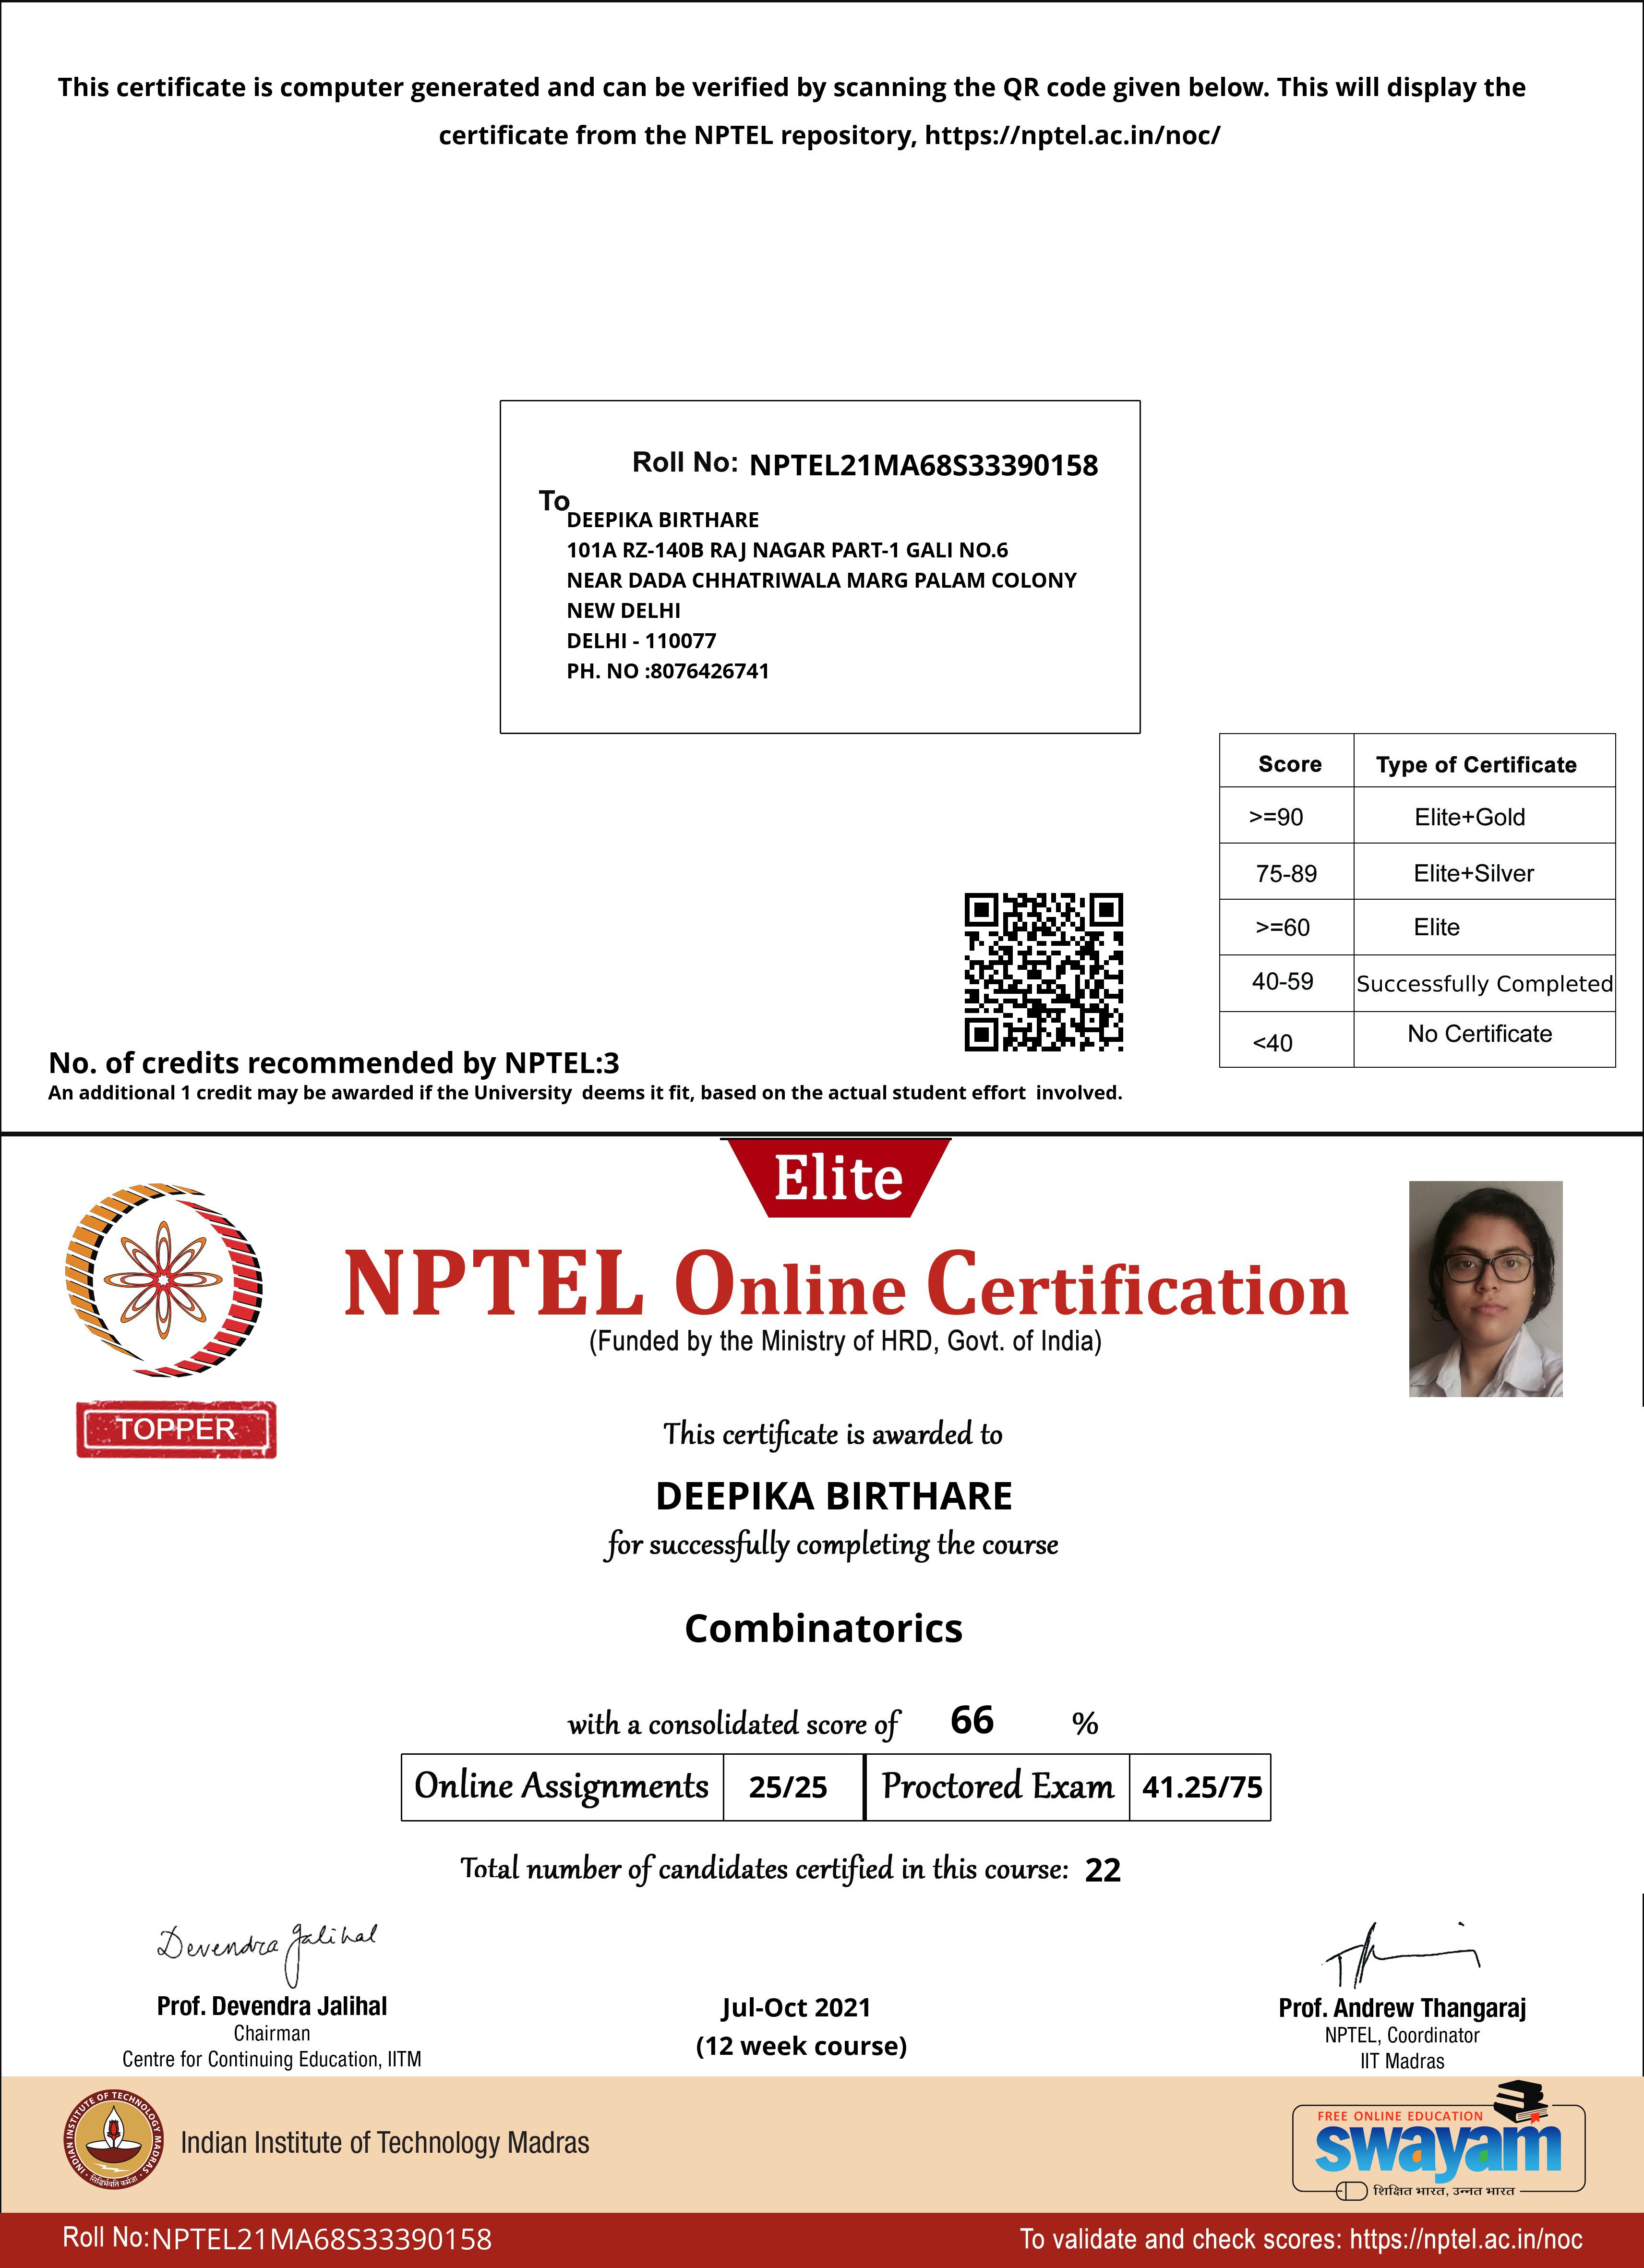 This certificate is computer generated and can be verified by scanning the QR code given below. This will display the
certificate from the NPTEL repository, https://nptel.ac.in/noc/
Roll No: NPTEL21MA68S33390158
To
DEEPIKA BIRTHARE
101A RZ-140B RAJ NAGAR PART-1 GALI NO.6
NEAR DADA CHHATRIWALA MARG PALAM COLONY
NEW DELHI
DELHI - 110077
PH. NO :8076426741
Score Type of Certificate
>=90 Elite+Gold
75-89 Elite+Silver
>=60 Elite
40-59 Successfully Completed
<40 No Certificate
No. of credits recommended by NPTEL:3
An additional 1 credit may be awarded if the University deems it fit, based on the actual student effort involved.
Elite
NPTEL Online Certification
(Funded by the Ministry of HRD, Govt. of India)
TOPPER
This certificate is awarded to
DEEPIKA BIRTHARE
for successfully completing the course
Combinatorics
with a consolidated score of 66 %
Online Assignments 25/25 Proctored Exam 41.25/75
Total number of candidates certified in this course: 22
Devendra Jalihal
Prof. Devendra Jalihal
Chairman
Centre for Continuing Education, IITM
Jul-Oct 2021
(12 week course)
Prof. Andrew Thangaraj
NPTEL, Coordinator
IIT Madras
INDIAN INSTITUTE OF TECHNOLOGY MADRAS
सिद्धिर्भवति कर्मजा
Indian Institute of Technology Madras
FREE ONLINE EDUCATION
swayam
शिक्षित भारत, उन्नत भारत
Roll No:NPTEL21MA68S33390158
To validate and check scores: https://nptel.ac.in/noc